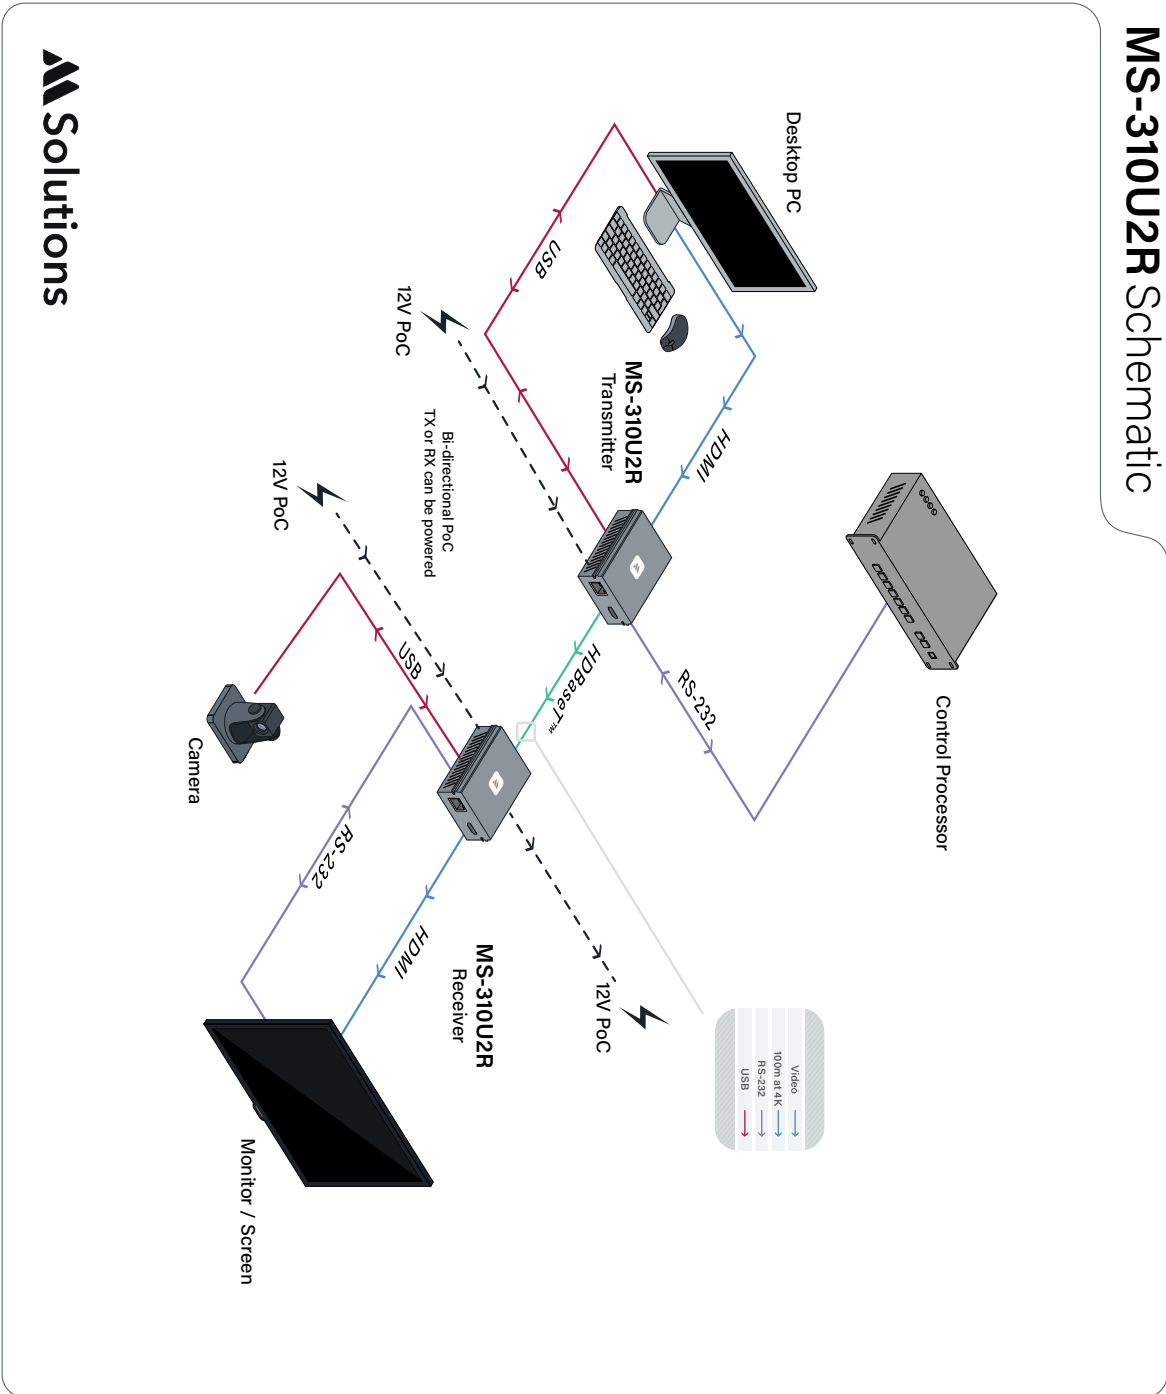 MS-310U2R Schematic
Desktop PC
Control Processor
USB
HDMI
MS-310U2R
Transmitter
12V PoC
RS-232
HDBaseT™
Video
100m at 4K
RS-232
USB
Bi-directional PoC
TX or RX can be powered
12V PoC
12V PoC
USB
MS-310U2R
Receiver
RS-232
HDMI
Camera
Monitor / Screen
Solutions